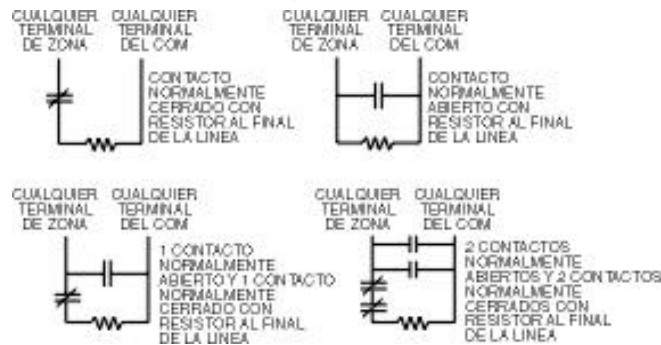 CUALQUIER
TERMINAL
DE ZONA
CUALQUIER
TERMINAL
DEL COM
CONTACTO
NORMALMENTE
CERRADO CON
RESISTOR AL FINAL
DE LA LINEA
CUALQUIER
TERMINAL
DE ZONA
CUALQUIER
TERMINAL
DEL COM
CONTACTO
NORMALMENTE
ABIERTO CON
RESISTOR AL FINAL
DE LA LINEA
CUALQUIER
TERMINAL
DE ZONA
CUALQUIER
TERMINAL
DEL COM
1 CONTACTO
NORMALMENTE
ABIERTO Y 1 CONTACTO
NORMALMENTE
CERRADO CON
RESISTOR AL FINAL
DE LA LINEA
CUALQUIER
TERMINAL
DE ZONA
CUALQUIER
TERMINAL
DEL COM
2 CONTACTOS
NORMALMENTE
ABIERTOS Y 2 CONTACTOS
NORMALMENTE
CERRADOS CON
RESISTOR AL FINAL
DE LA LINEA